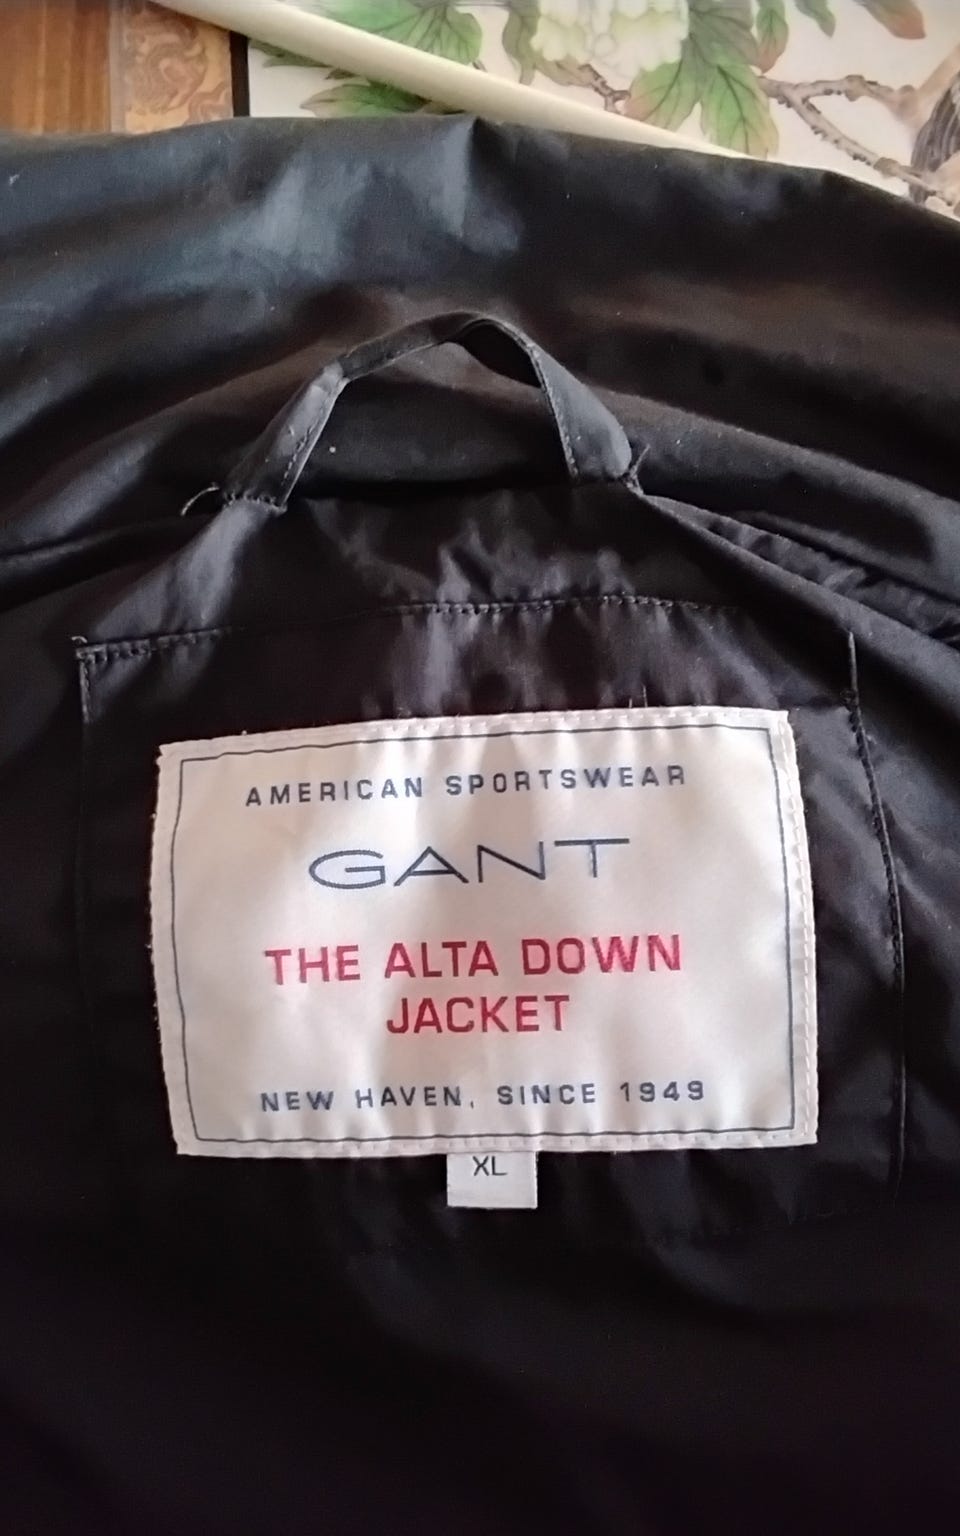 AMERICAN SPORTSWEAR
GANT
THE ALTA DOWN
JACKET
NEW HAVEN, SINCE 1949
XL